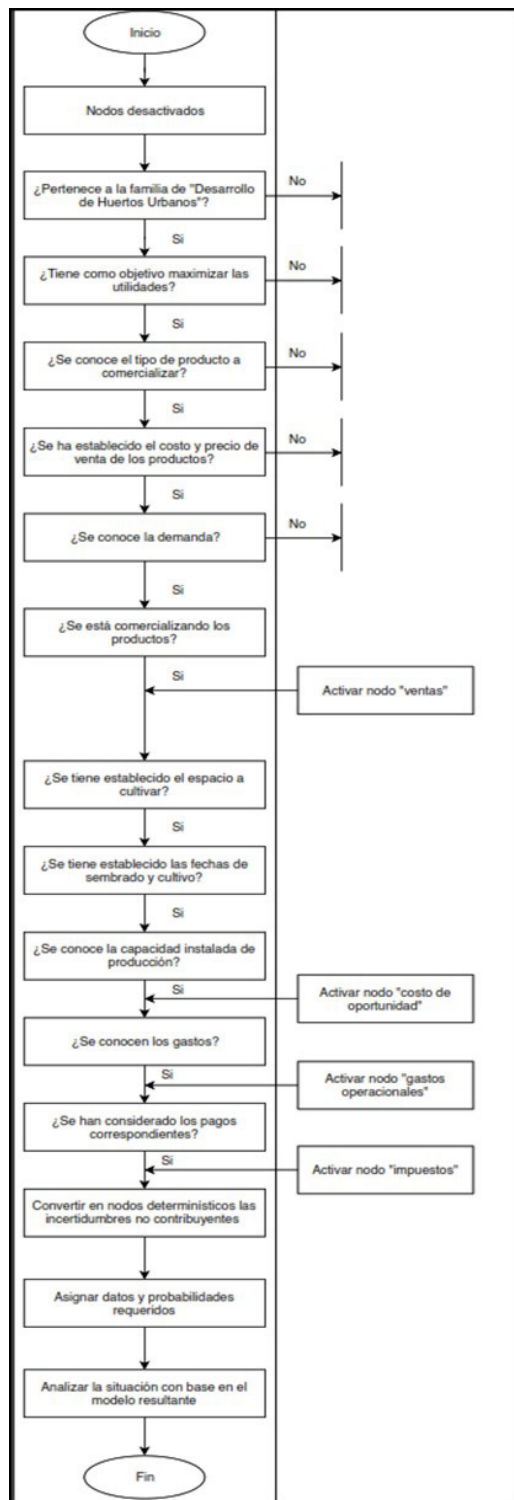 Inicio
Nodos desactivados
¿Pertenece a la familia de "Desarrollo
de Huertos Urbanos"?
No
Si
¿Tiene como objetivo maximizar las
utilidades?
No
Si
¿Se conoce el tipo de producto a
comercializar?
No
Si
¿Se ha establecido el costo y precio de
venta de los productos?
No
Si
¿Se conoce la demanda?
No
Si
¿Se está comercializando los
productos?
Si
Activar nodo "ventas"
¿Se tiene establecido el espacio a
cultivar?
Si
¿Se tiene establecido las fechas de
sembrado y cultivo?
Si
¿Se conoce la capacidad instalada de
producción?
Si
Activar nodo "costo de
oportunidad"
¿Se conocen los gastos?
Si
Activar nodo "gastos
operacionales"
¿Se han considerado los pagos
correspondientes?
Si
Activar nodo "impuestos"
Convertir en nodos determinísticos las
incertidumbres no contribuyentes
Asignar datos y probabilidades
requeridos
Analizar la situación con base en el
modelo resultante
Fin